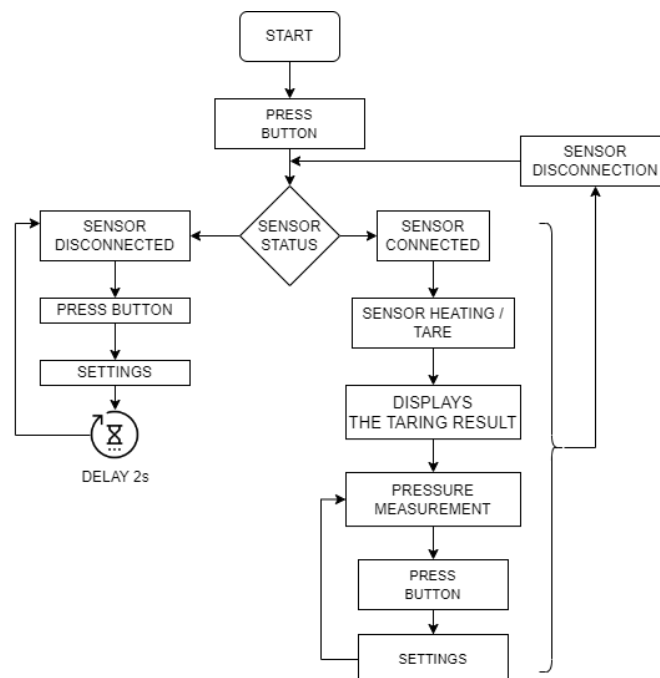 START
PRESS
BUTTON
SENSOR
DISCONNECTION
SENSOR
DISCONNECTED
SENSOR
STATUS
SENSOR
CONNECTED
PRESS BUTTON
SENSOR HEATING /
TARE
SETTINGS
DISPLAYS
THE TARING RESULT
DELAY 2s
PRESSURE
MEASUREMENT
PRESS
BUTTON
SETTINGS